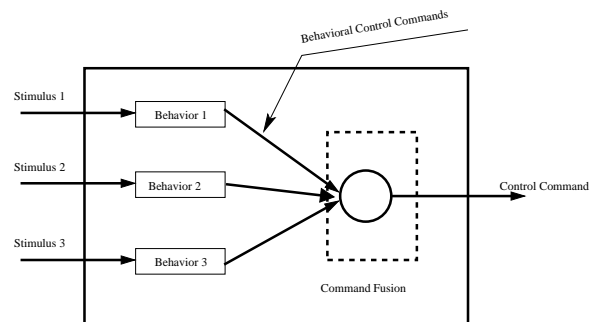 Behavioral Control Commands
Stimulus 1
Behavior 1
Stimulus 2
Behavior 2
Control Command
Stimulus 3
Behavior 3
Command Fusion